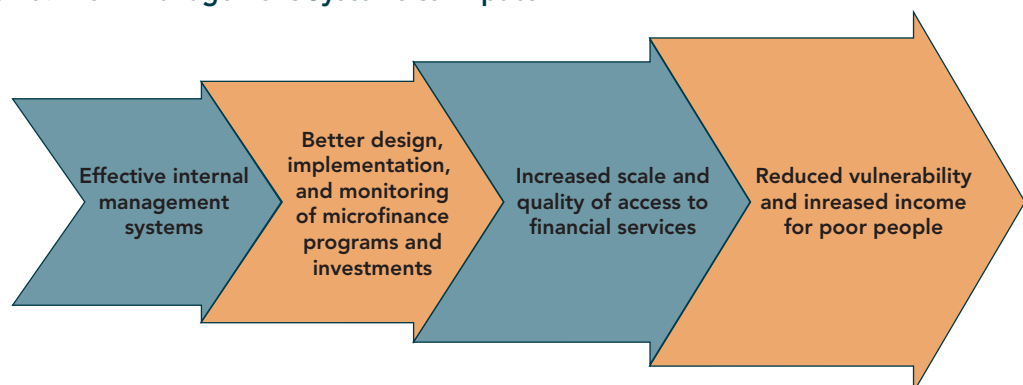 Effective internal
management
systems
Better design,
implementation,
and monitoring
of microfinance
programs and
investments
Increased scale and
quality of access to
financial services
Reduced vulnerability
and inreased income
for poor people